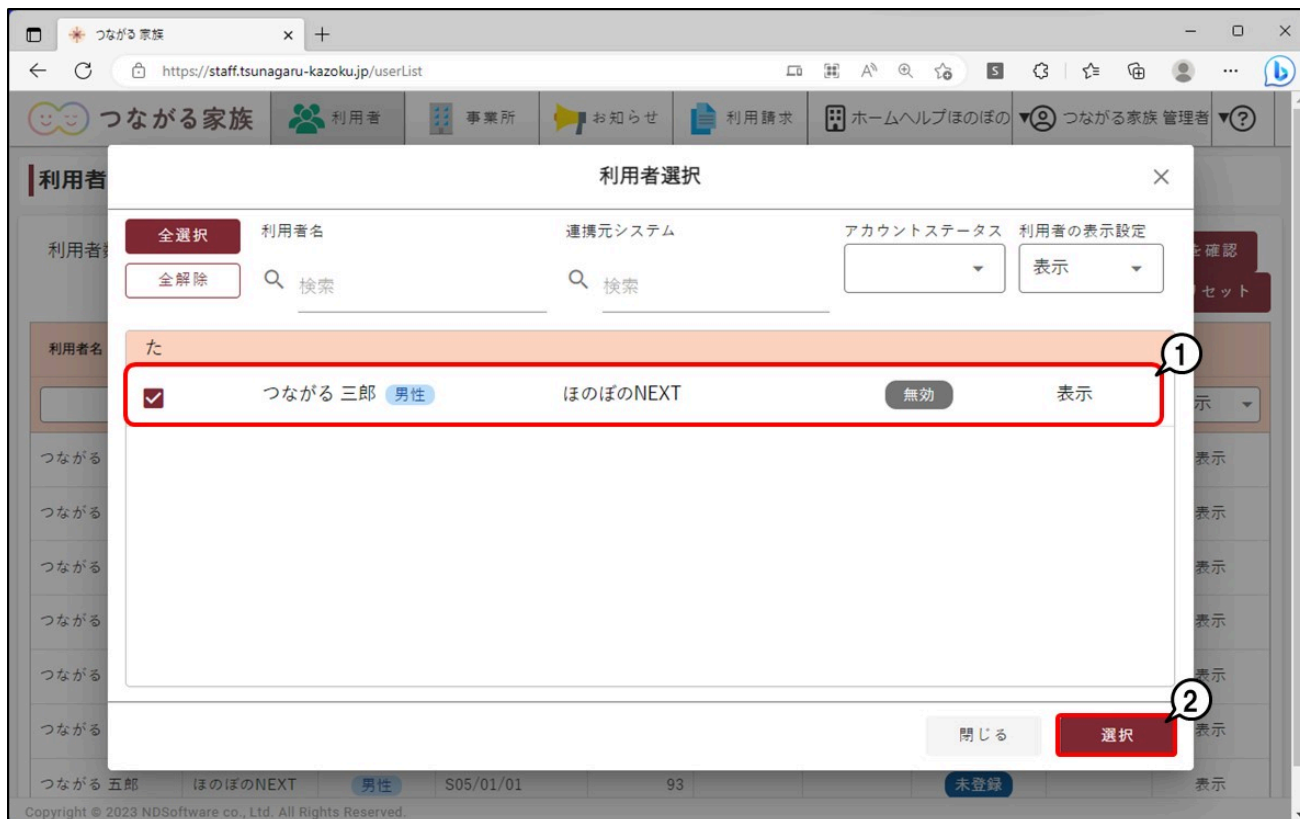 つながる 家族
https://staff.tsunagaru-kazoku.jp/userList
つながる家族 利用者 事業所 お知らせ 利用請求 ホームヘルプほのぼの つながる家族 管理者
利用者
利用者選択
利用者
全選択 利用者名 連携元システム アカウントステータス 利用者の表示設定
を確認
全解除 検索 検索 表示
セット
利用者名 た
1
つながる 三郎 男性 ほのぼのNEXT 無効 表示
示
つながる 表示
つながる 表示
つながる 表示
つながる 表示
つながる 表示
2
つながる 閉じる 選択 表示
つながる 五郎 ほのぼのNEXT 男性 S05/01/01 93 未登録 表示
Copyright © 2023 NDSoftware co., Ltd. All Rights Reserved.